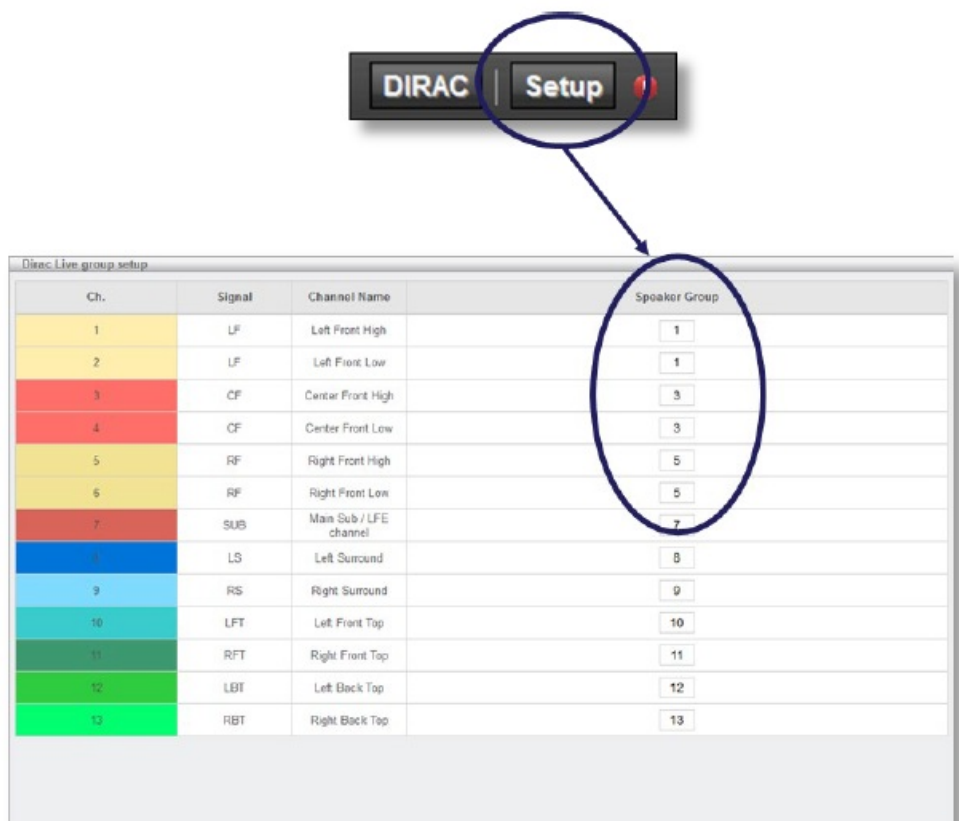 DIRAC | Setup
Dirac Live group setup
Ch. Signal Channel Name Speaker Group
1 LF Left Front High 1
2 LF Left Front Low 1
3 CF Center Front High 3
4 CF Center Front Low 3
5 RF Right Front High 5
6 RF Right Front Low 5
7 SUB Main Sub / LFE
channel 7
8 LS Left Surround 8
9 RS Right Surround 9
10 LFT Left Front Top 10
11 RFT Right Front Top 11
12 LBT Left Back Top 12
13 RBT Right Back Top 13